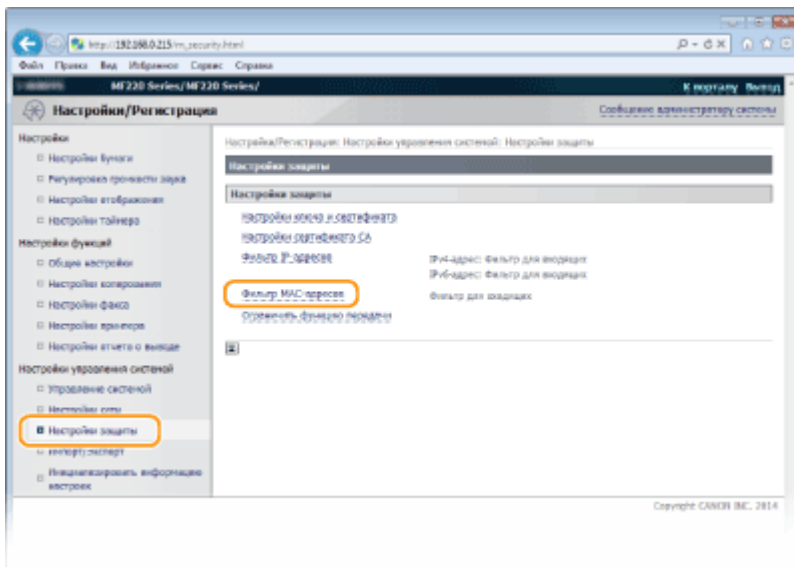 http://192.168.0.215/m_security.html
Файл Правка Вид Избранное Сервис Справка
MF220 Series/MF220 Series/
К порталу Выход
Настройки/Регистрация
Сообщение администратору системы
Настройки
Настройки бумаги
Регулировка громкости звука
Настройки отображения
Настройки таймера
Настройки функций
Общие настройки
Настройки копирования
Настройки факса
Настройки принтера
Настройки отчета о выводе
Настройки управления системой
Управление системой
Настройки сети
Настройки защиты
Импорт/Экспорт
Инициализировать информацию
настроек
Настройки/Регистрация: Настройки управления системой: Настройки защиты
Настройки защиты
Настройки защиты
Настройки ключа и сертификата
Настройки сертификата CA
Фильтр IP-адресов
IPv4-адрес: Фильтр для входящих
IPv6-адрес: Фильтр для входящих
Фильтр MAC-адресов
Фильтр для входящих
Ограничить функцию передачи
Copyright CANON INC. 2014